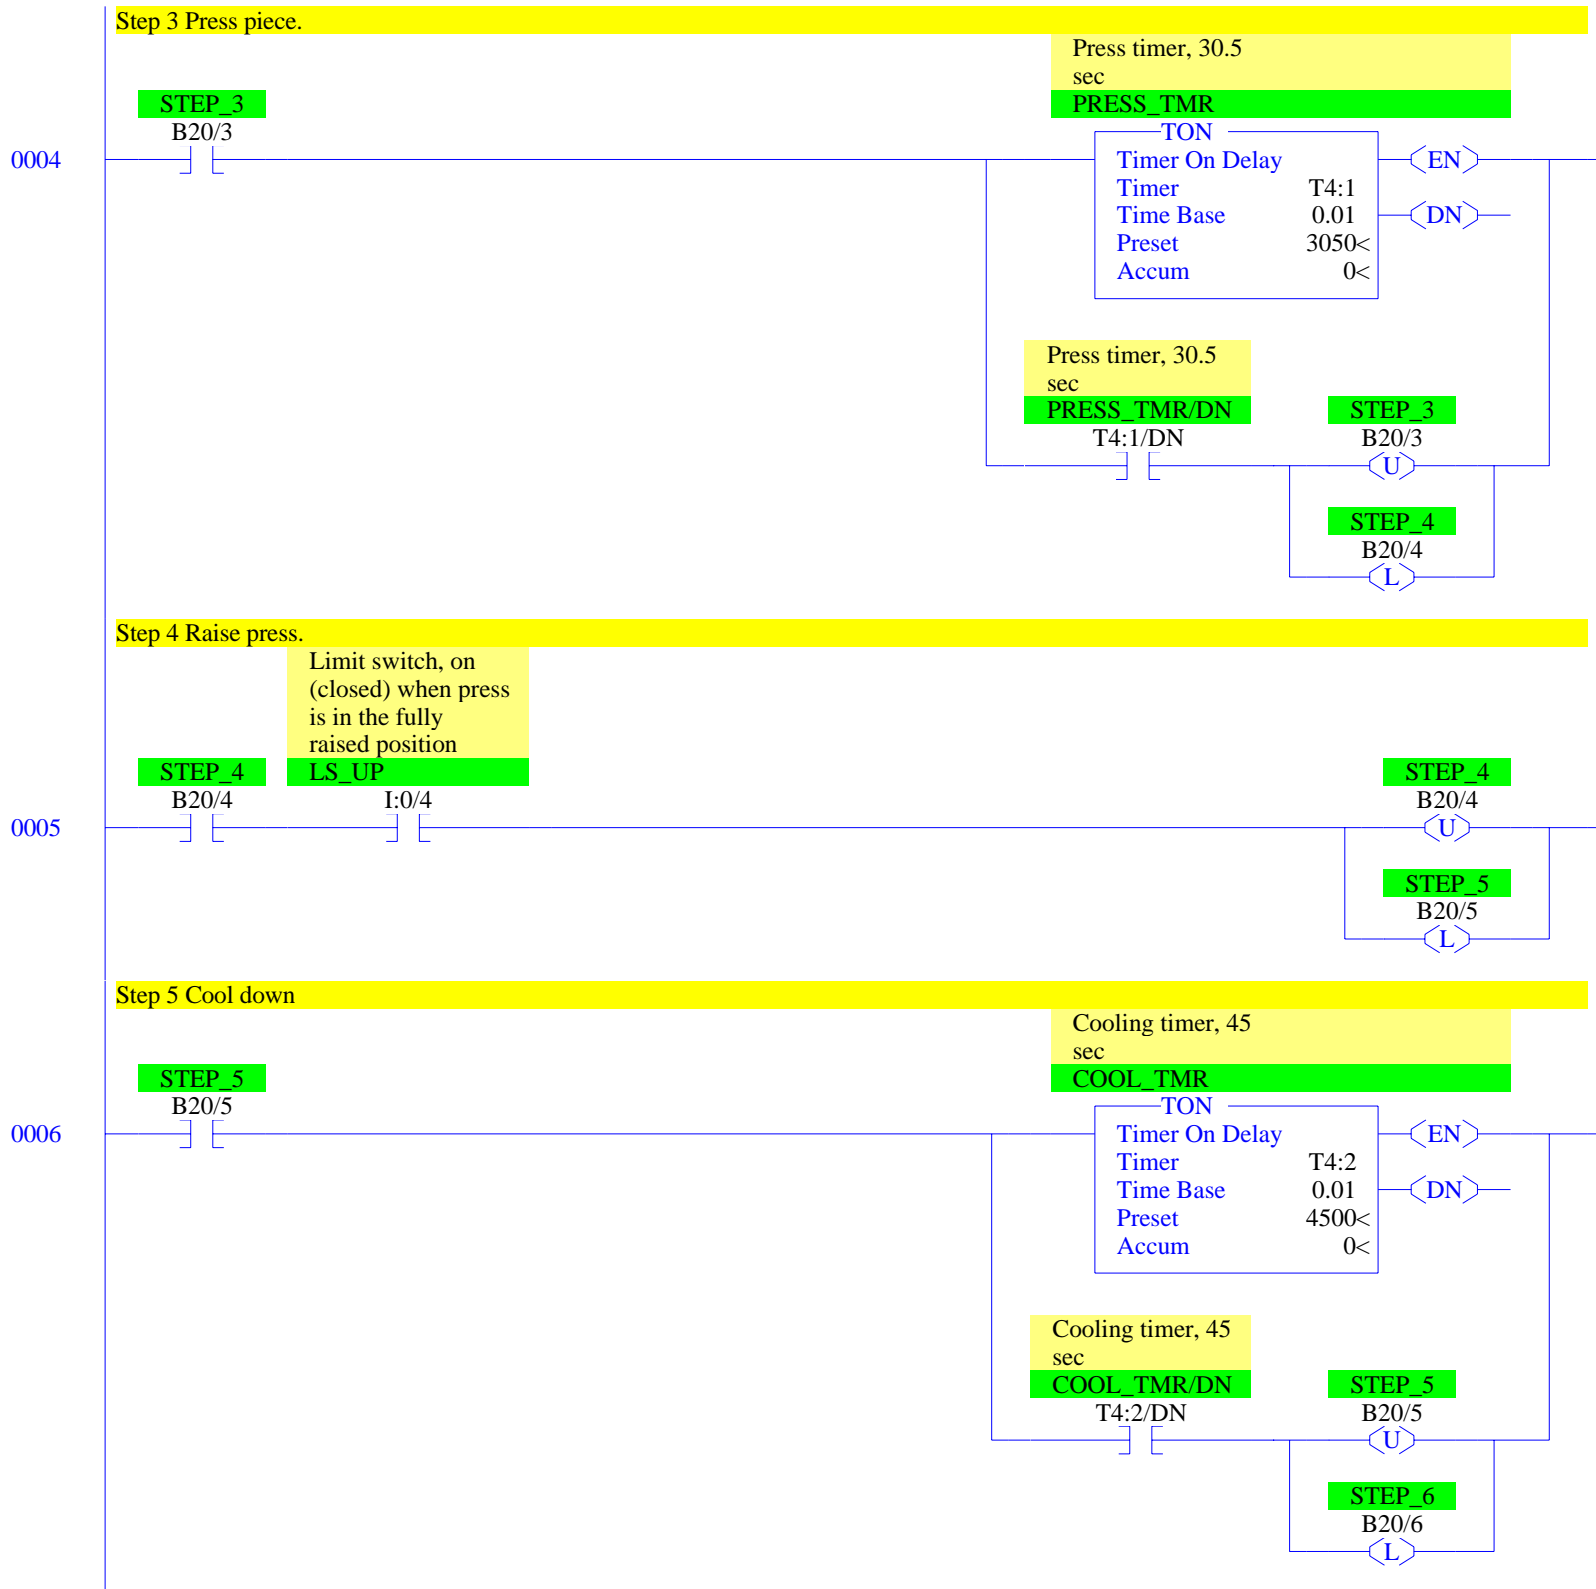 Step 3 Press piece.
Press timer, 30.5
sec
PRESS_TMR
STEP_3
B20/3
0004
TON
Timer On Delay
Timer T4:1
Time Base 0.01
Preset 3050<
Accum 0<
EN
DN
Press timer, 30.5
sec
PRESS_TMR/DN
T4:1/DN
STEP_3
B20/3
U
STEP_4
B20/4
L
Step 4 Raise press.
Limit switch, on
(closed) when press
is in the fully
raised position
STEP_4
B20/4
LS_UP
I:0/4
0005
STEP_4
B20/4
U
STEP_5
B20/5
L
Step 5 Cool down
Cooling timer, 45
sec
COOL_TMR
STEP_5
B20/5
0006
TON
Timer On Delay
Timer T4:2
Time Base 0.01
Preset 4500<
Accum 0<
EN
DN
Cooling timer, 45
sec
COOL_TMR/DN
T4:2/DN
STEP_5
B20/5
U
STEP_6
B20/6
L